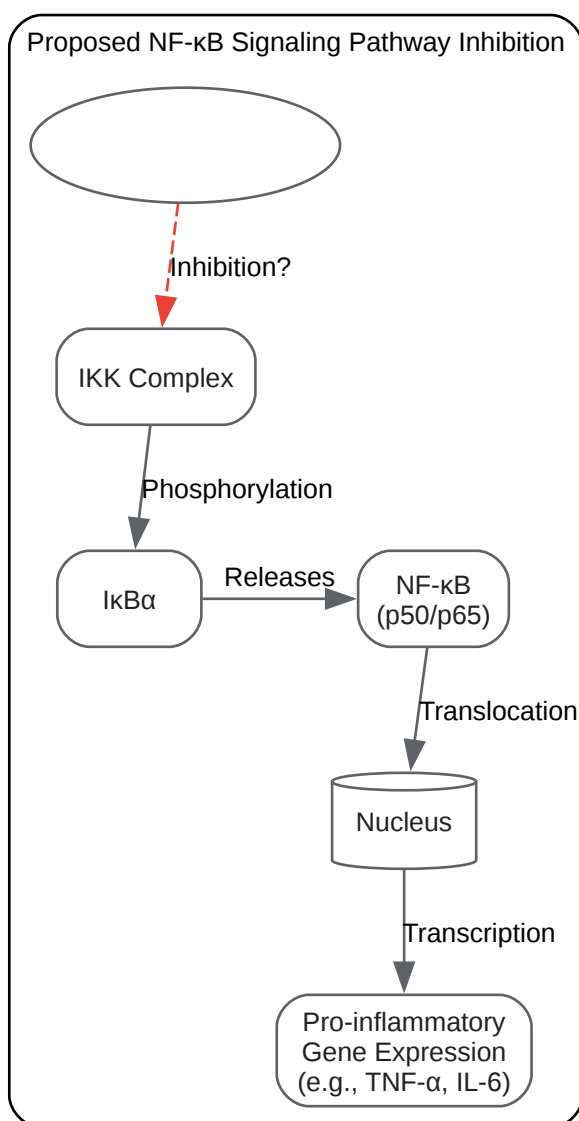 Proposed NF-κB Signaling Pathway Inhibition
Inhibition?
IKK Complex
Phosphorylation
IκBα
Releases
NF-κB
(p50/p65)
Translocation
Nucleus
Transcription
Pro-inflammatory
Gene Expression
(e.g., TNF-α, IL-6)